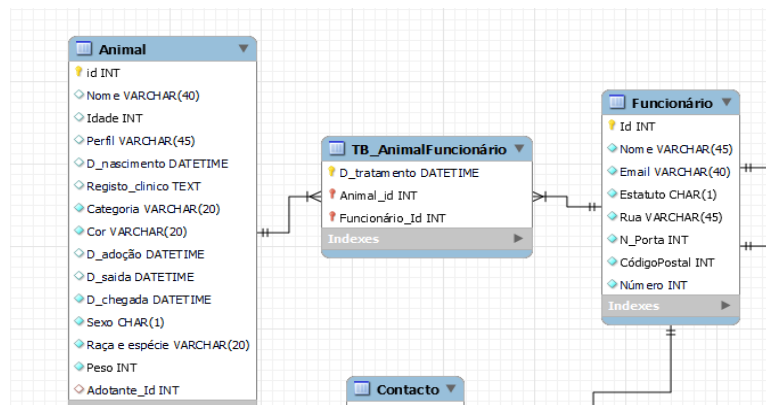 Animal
id INT
Nome VARCHAR(40)
Idade INT
Perfil VARCHAR(45)
D_nascimento DATETIME
Registo_clinico TEXT
Categoria VARCHAR(20)
Cor VARCHAR(20)
D_adoção DATETIME
D_saida DATETIME
D_chegada DATETIME
Sexo CHAR(1)
Raça e espécie VARCHAR(20)
Peso INT
Adotante_Id INT
TB_AnimalFuncionário
D_tratamento DATETIME
Animal_id INT
Funcionário_Id INT
Indexes
Funcionário
Id INT
Nome VARCHAR(45)
Email VARCHAR(40)
Estatuto CHAR(1)
Rua VARCHAR(45)
N_Porta INT
CódigoPostal INT
Número INT
Indexes
Contacto